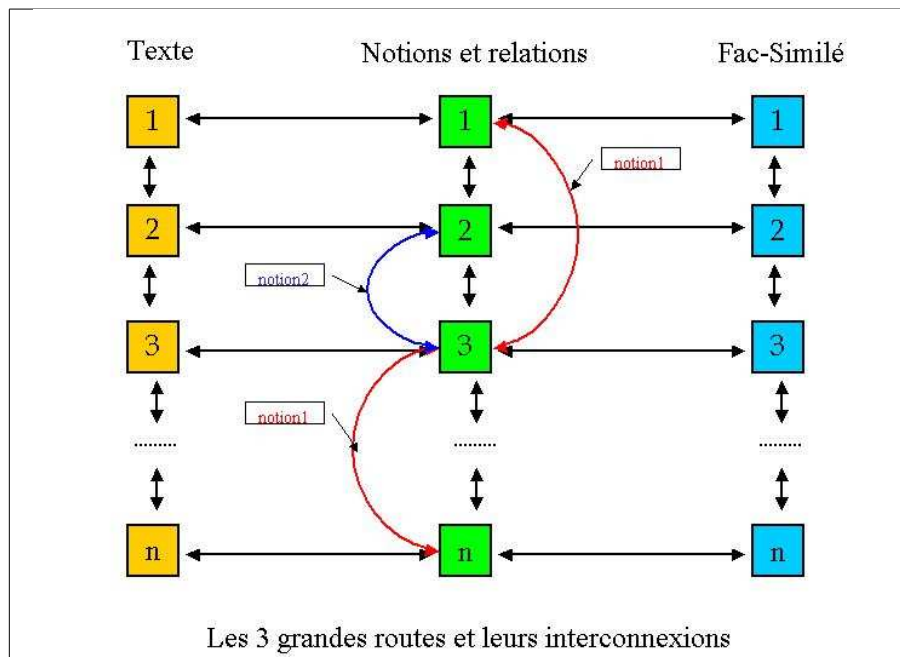 Texte Notions et relations Fac-Similé
1 1 1
notion1
2 2 2
notion2
3 3 3
notion1
......... ......... .........
n n n
Les 3 grandes routes et leurs interconnexions